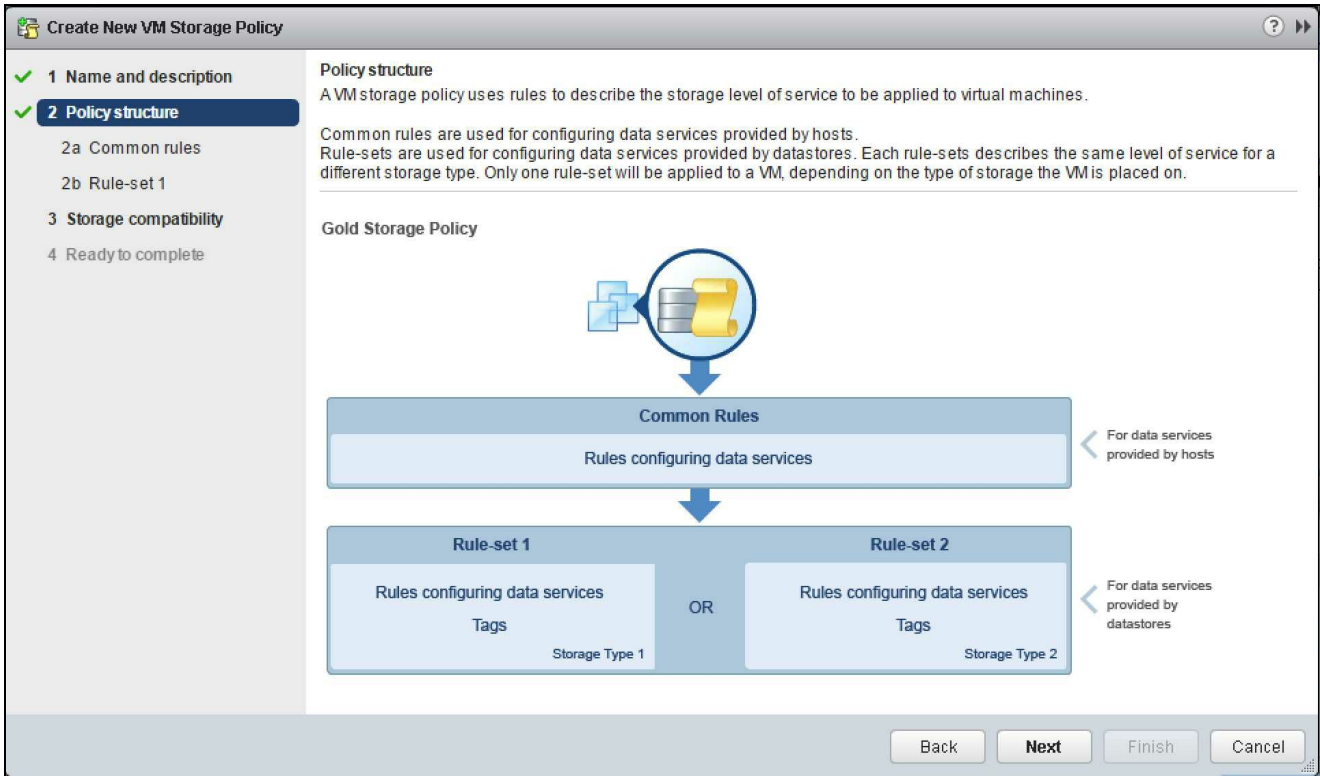 Create New VM Storage Policy
1 Name and description
2 Policy structure
2a Common rules
2b Rule-set 1
3 Storage compatibility
4 Ready to complete
Policy structure
A VM storage policy uses rules to describe the storage level of service to be applied to virtual machines.
Common rules are used for configuring data services provided by hosts.
Rule-sets are used for configuring data services provided by datastores. Each rule-sets describes the same level of service for a
different storage type. Only one rule-set will be applied to a VM, depending on the type of storage the VM is placed on.
Gold Storage Policy
Common Rules
Rules configuring data services
For data services
provided by hosts
Rule-set 1
Rules configuring data services
Tags
Storage Type 1
OR
Rule-set 2
Rules configuring data services
Tags
Storage Type 2
For data services
provided by
datastores
Back
Next
Finish
Cancel